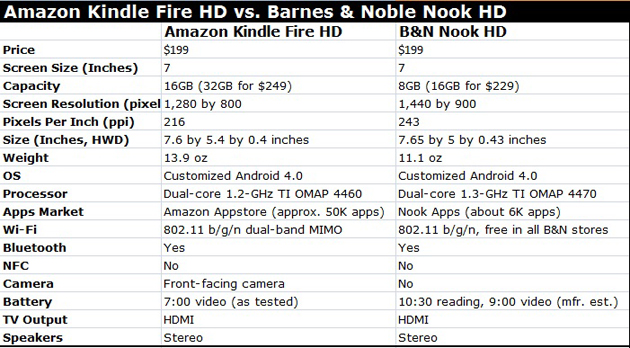 Amazon Kindle Fire HD vs. Barnes & Noble Nook HD
Amazon Kindle Fire HD B&N Nook HD
Price $199 $199
Screen Size (Inches) 7 7
Capacity 16GB (32GB for $249) 8GB (16GB for $229)
Screen Resolution (pixel 1,280 by 800 1,440 by 900
Pixels Per Inch (ppi) 216 243
Size (Inches, HWD) 7.6 by 5.4 by 0.4 inches 7.65 by 5 by 0.43 inches
Weight 13.9 oz 11.1 oz
OS Customized Android 4.0 Customized Android 4.0
Processor Dual-core 1.2-GHz TI OMAP 4460 Dual-core 1.3-GHz TI OMAP 4470
Apps Market Amazon Appstore (approx. 50K apps) Nook Apps (about 6K apps)
Wi-Fi 802.11 b/g/n dual-band MIMO 802.11 b/g/n, free in all B&N stores
Bluetooth Yes Yes
NFC No No
Camera Front-facing camera No
Battery 7:00 video (as tested) 10:30 reading, 9:00 video (mfr. est.)
TV Output HDMI HDMI
Speakers Stereo Stereo